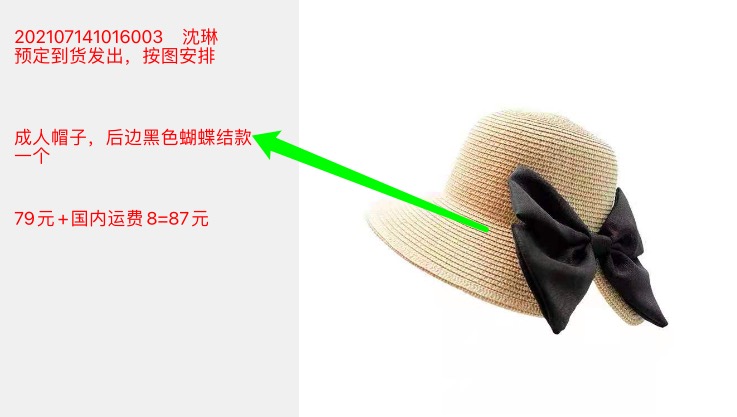 202107141016003 沈琳
预定到货发出，按图安排
成人帽子，后边黑色蝴蝶结款
一个
79元+国内运费8=87元